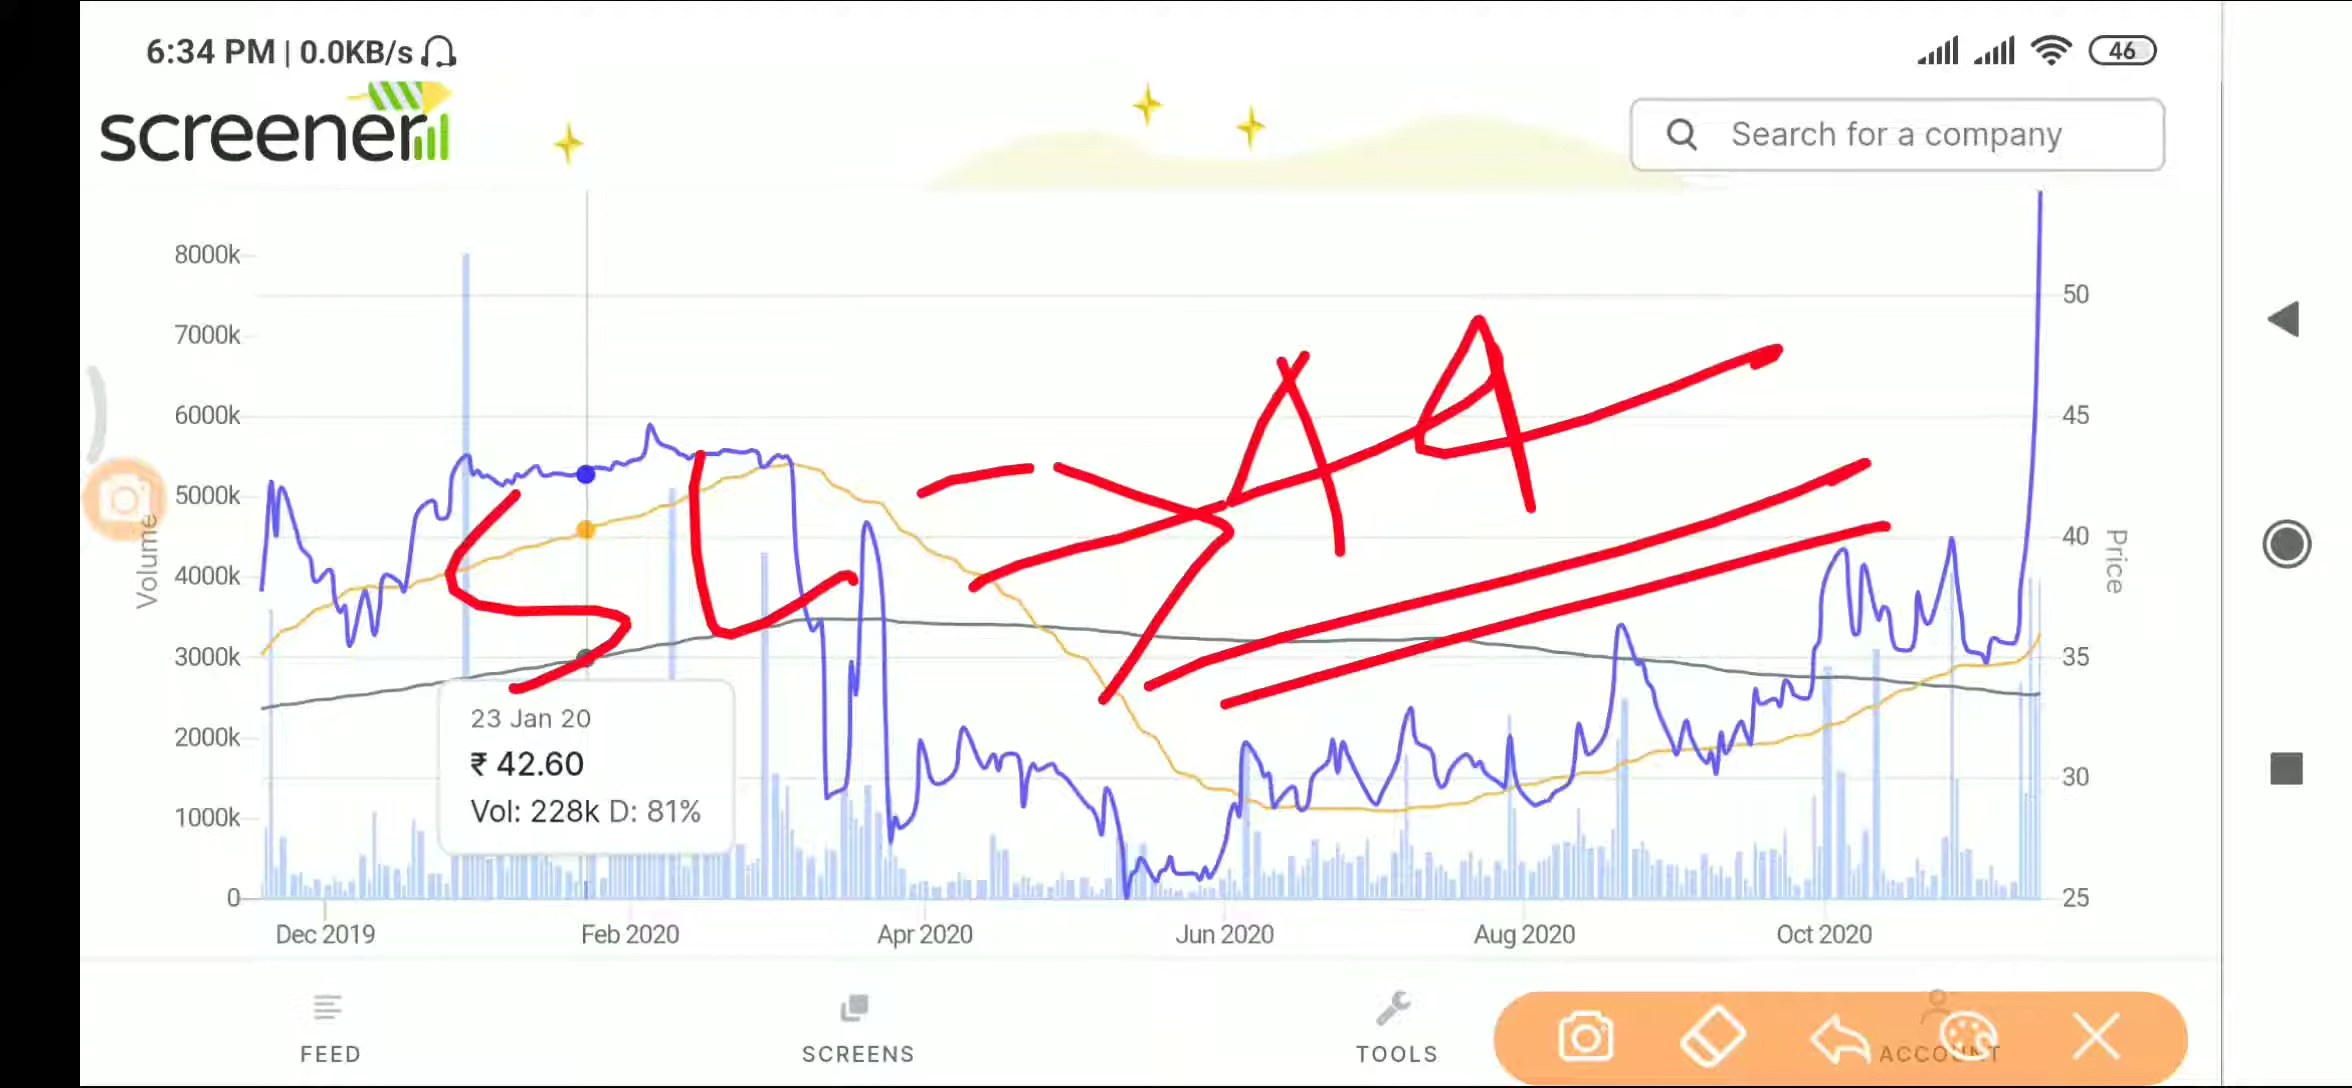 6:34 PM | 0.0KB/s
46
screener
Search for a company
8000k
7000k
6000k
5000k
4000k
3000k
2000k
1000k
0
Volume
50
45
40
35
30
25
Price
23 Jan 20
₹ 42.60
Vol: 228k D: 81%
Dec 2019 Feb 2020 Apr 2020 Jun 2020 Aug 2020 Oct 2020
FEED SCREENS TOOLS ACCOUNT